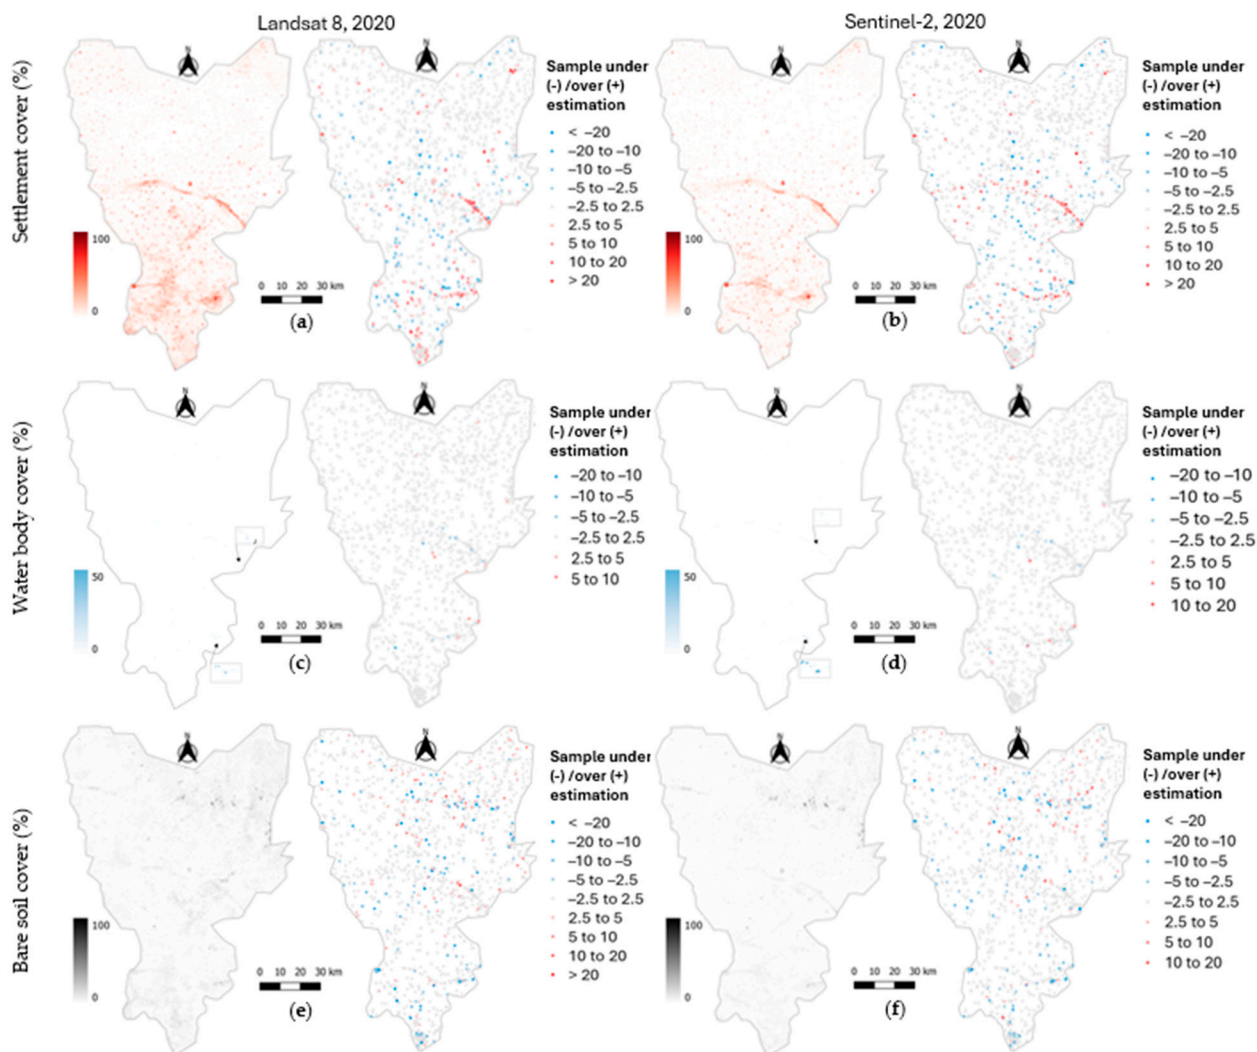 Landsat 8, 2020
Sentinel-2, 2020
Settlement cover (%)
N
N
Sample under
(-) /over (+)
estimation
< –20
–20 to –10
–10 to –5
–5 to –2.5
–2.5 to 2.5
2.5 to 5
5 to 10
10 to 20
> 20
100
0
0 10 20 30 km
(a)
N
N
Sample under
(-) /over (+)
estimation
< –20
–20 to –10
–10 to –5
–5 to –2.5
–2.5 to 2.5
2.5 to 5
5 to 10
10 to 20
> 20
100
0
0 10 20 30 km
(b)
Water body cover (%)
N
N
Sample under
(-) /over (+)
estimation
–20 to –10
–10 to –5
–5 to –2.5
–2.5 to 2.5
2.5 to 5
5 to 10
50
0
0 10 20 30 km
(c)
N
N
Sample under
(-) /over (+)
estimation
–20 to –10
–10 to –5
–5 to –2.5
–2.5 to 2.5
2.5 to 5
5 to 10
10 to 20
50
0
0 10 20 30 km
(d)
Bare soil cover (%)
N
N
Sample under
(-) /over (+)
estimation
< –20
–20 to –10
–10 to –5
–5 to –2.5
–2.5 to 2.5
2.5 to 5
5 to 10
10 to 20
> 20
100
0
0 10 20 30 km
(e)
N
N
Sample under
(-) /over (+)
estimation
< –20
–20 to –10
–10 to –5
–5 to –2.5
–2.5 to 2.5
2.5 to 5
5 to 10
10 to 20
100
0
0 10 20 30 km
(f)